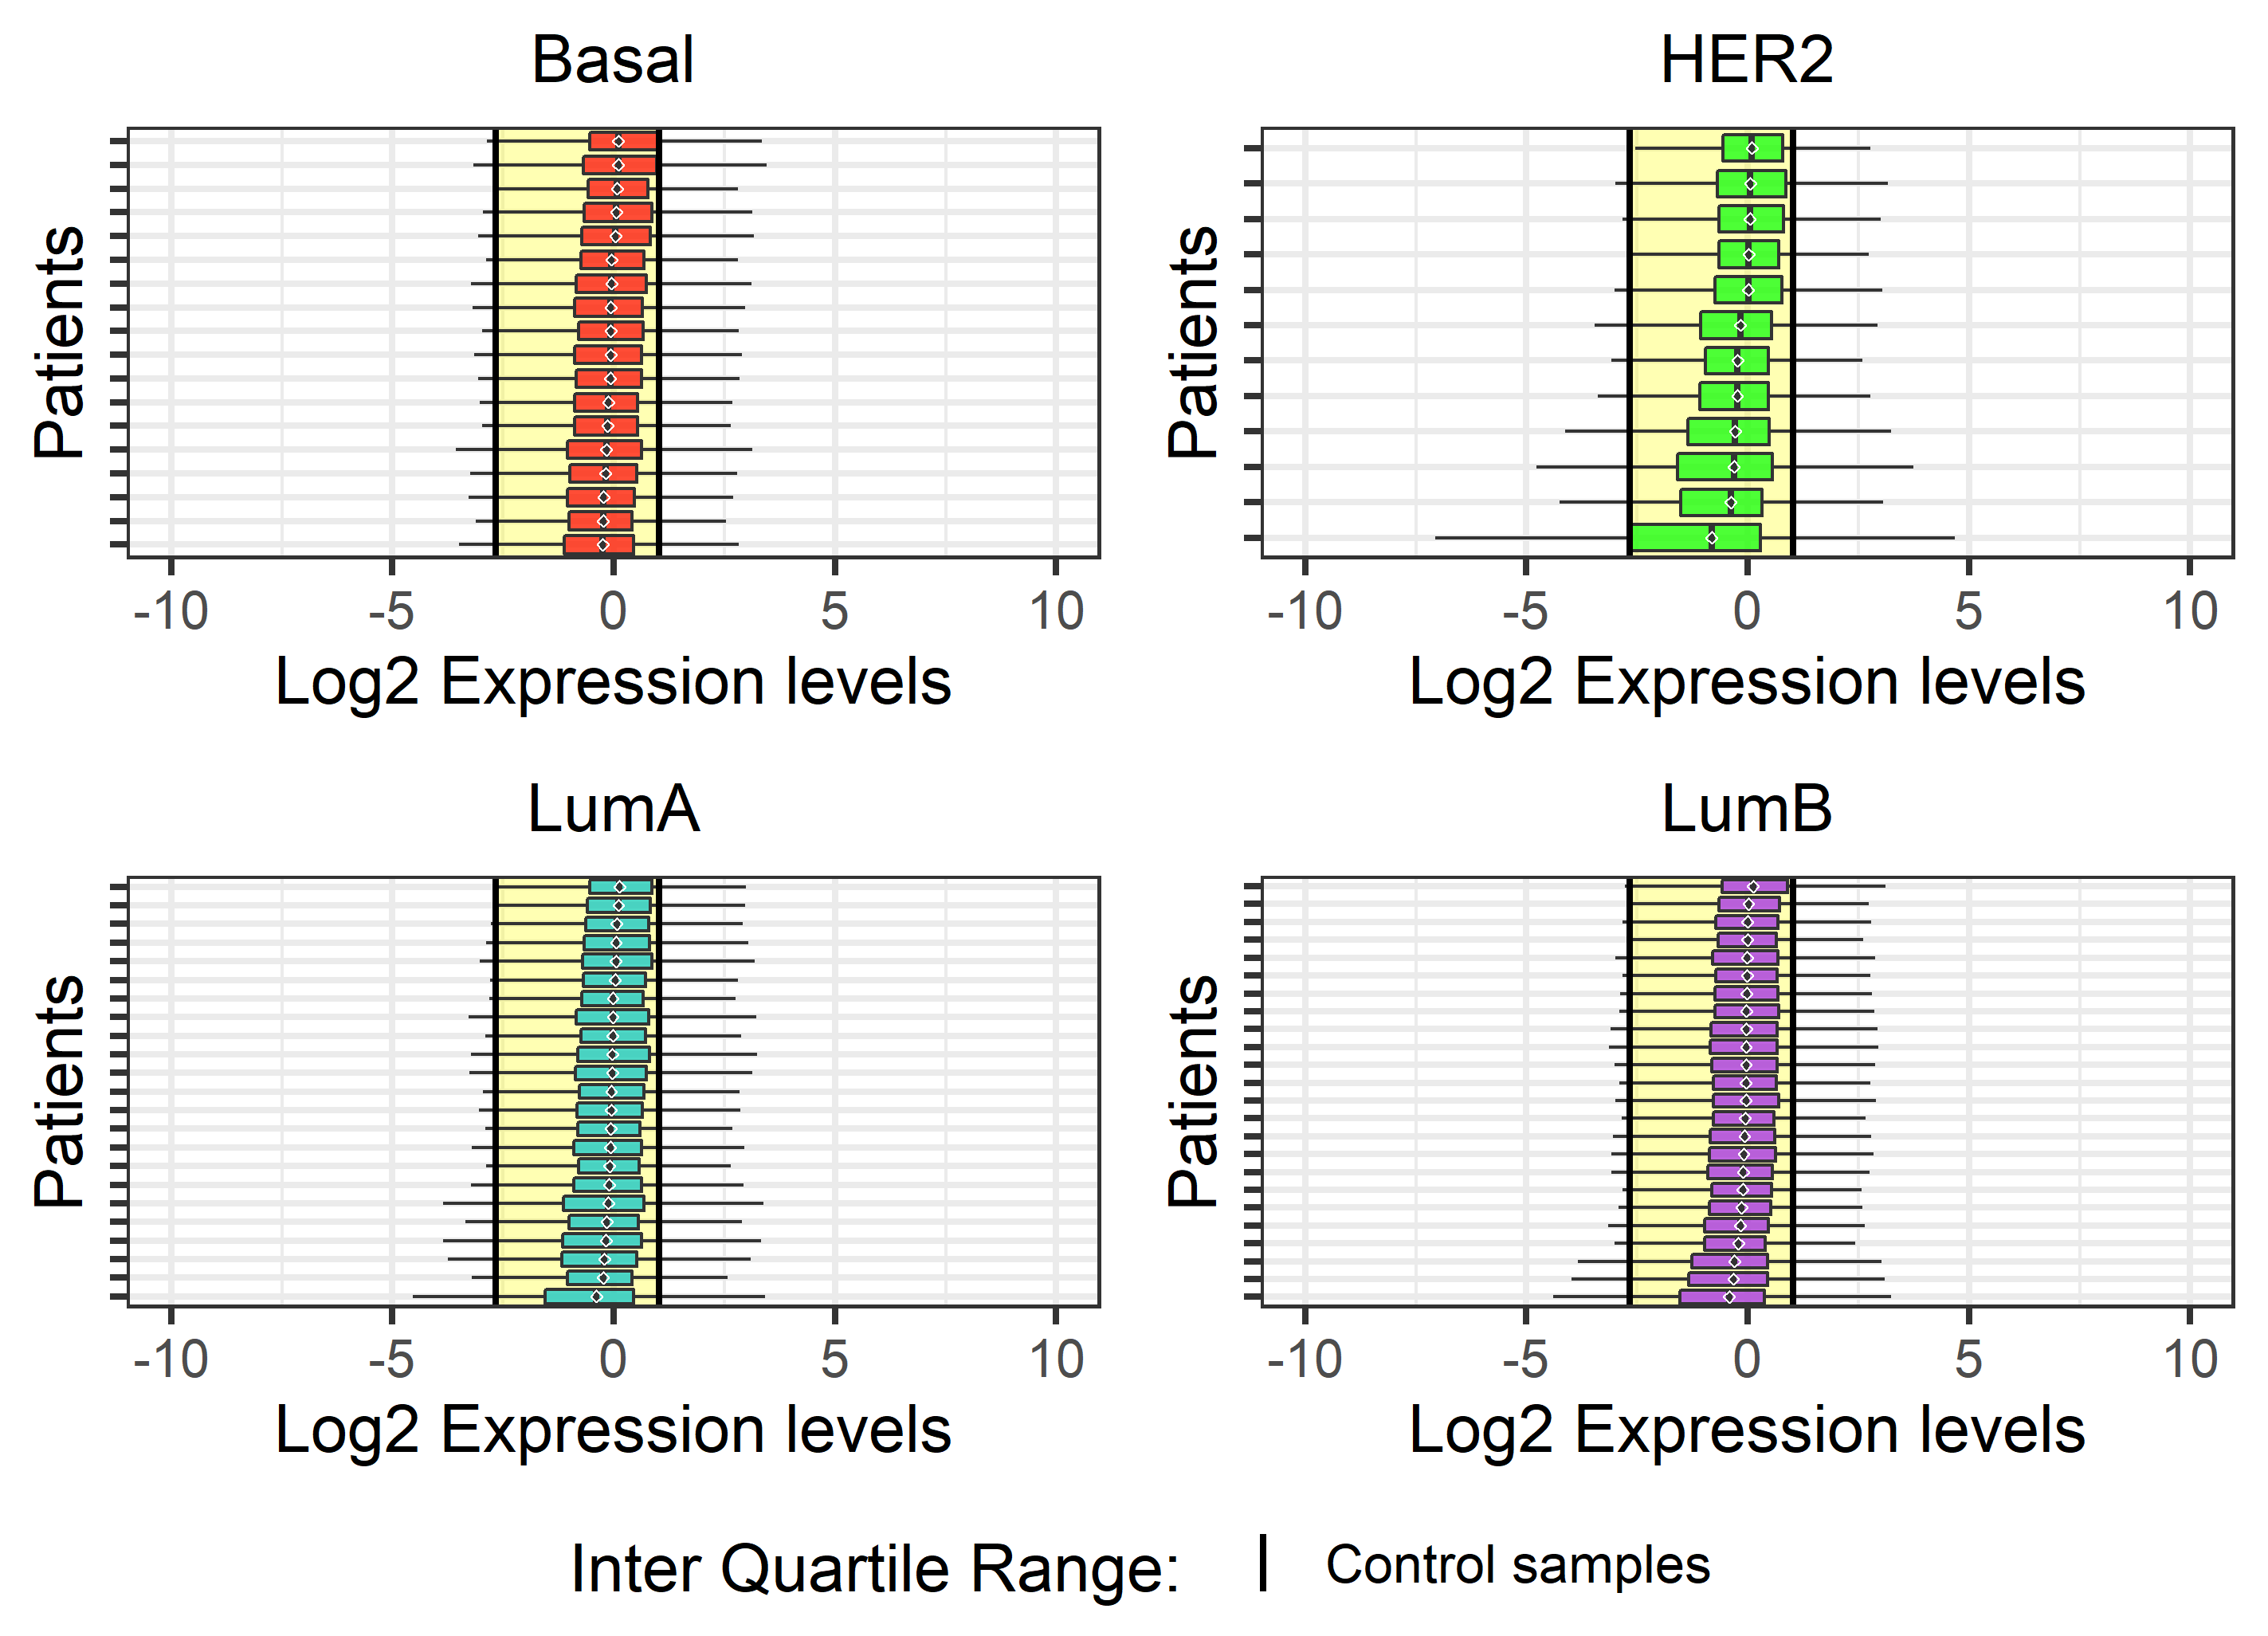 Basal
HER2
Patients
Patients
-10 -5 0 5 10
-10 -5 0 5 10
Log2 Expression levels
Log2 Expression levels
LumA
LumB
Patients
Patients
-10 -5 0 5 10
-10 -5 0 5 10
Log2 Expression levels
Log2 Expression levels
Inter Quartile Range: Control samples